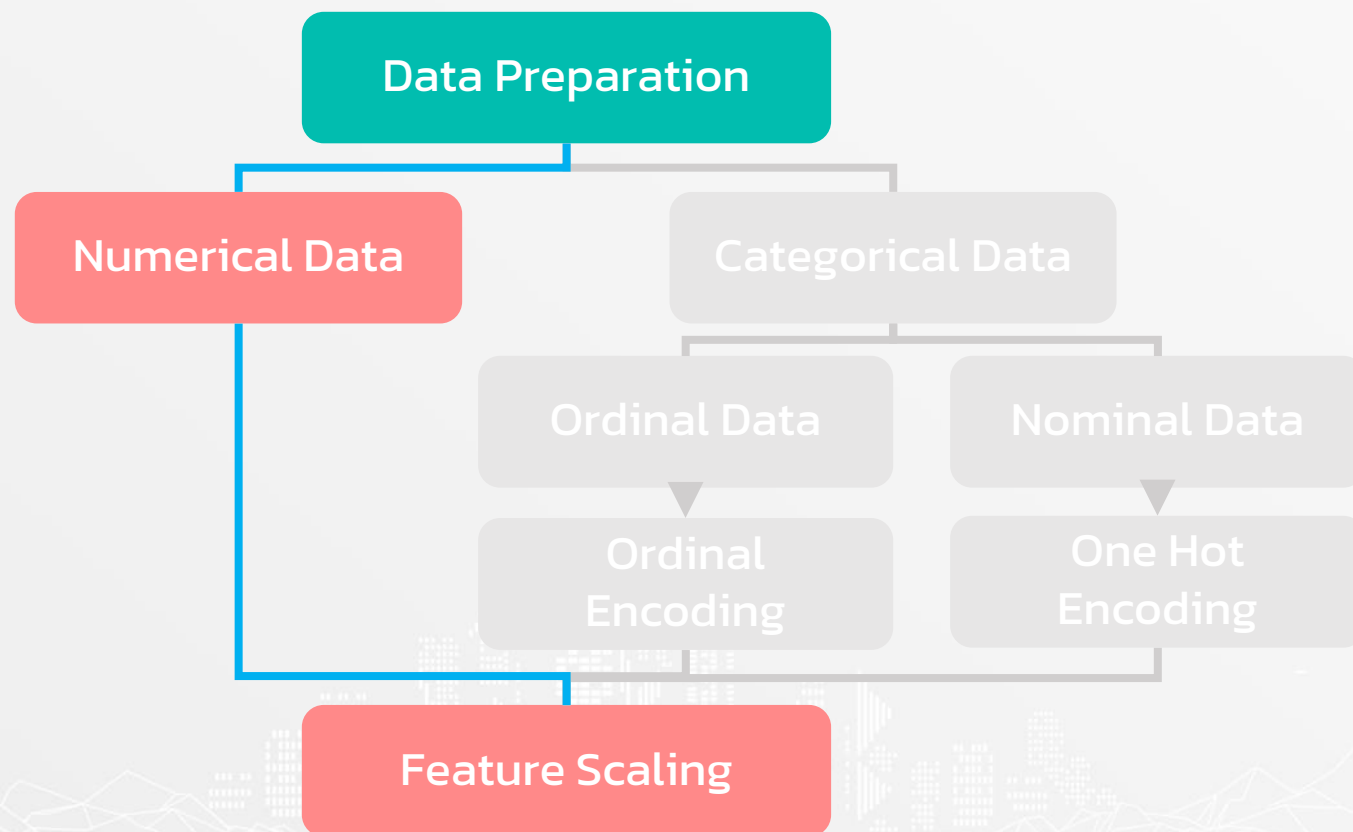 Data Preparation
Numerical Data
Categorical Data
Ordinal Data
Nominal Data
Ordinal
Encoding
One Hot
Encoding
Feature Scaling